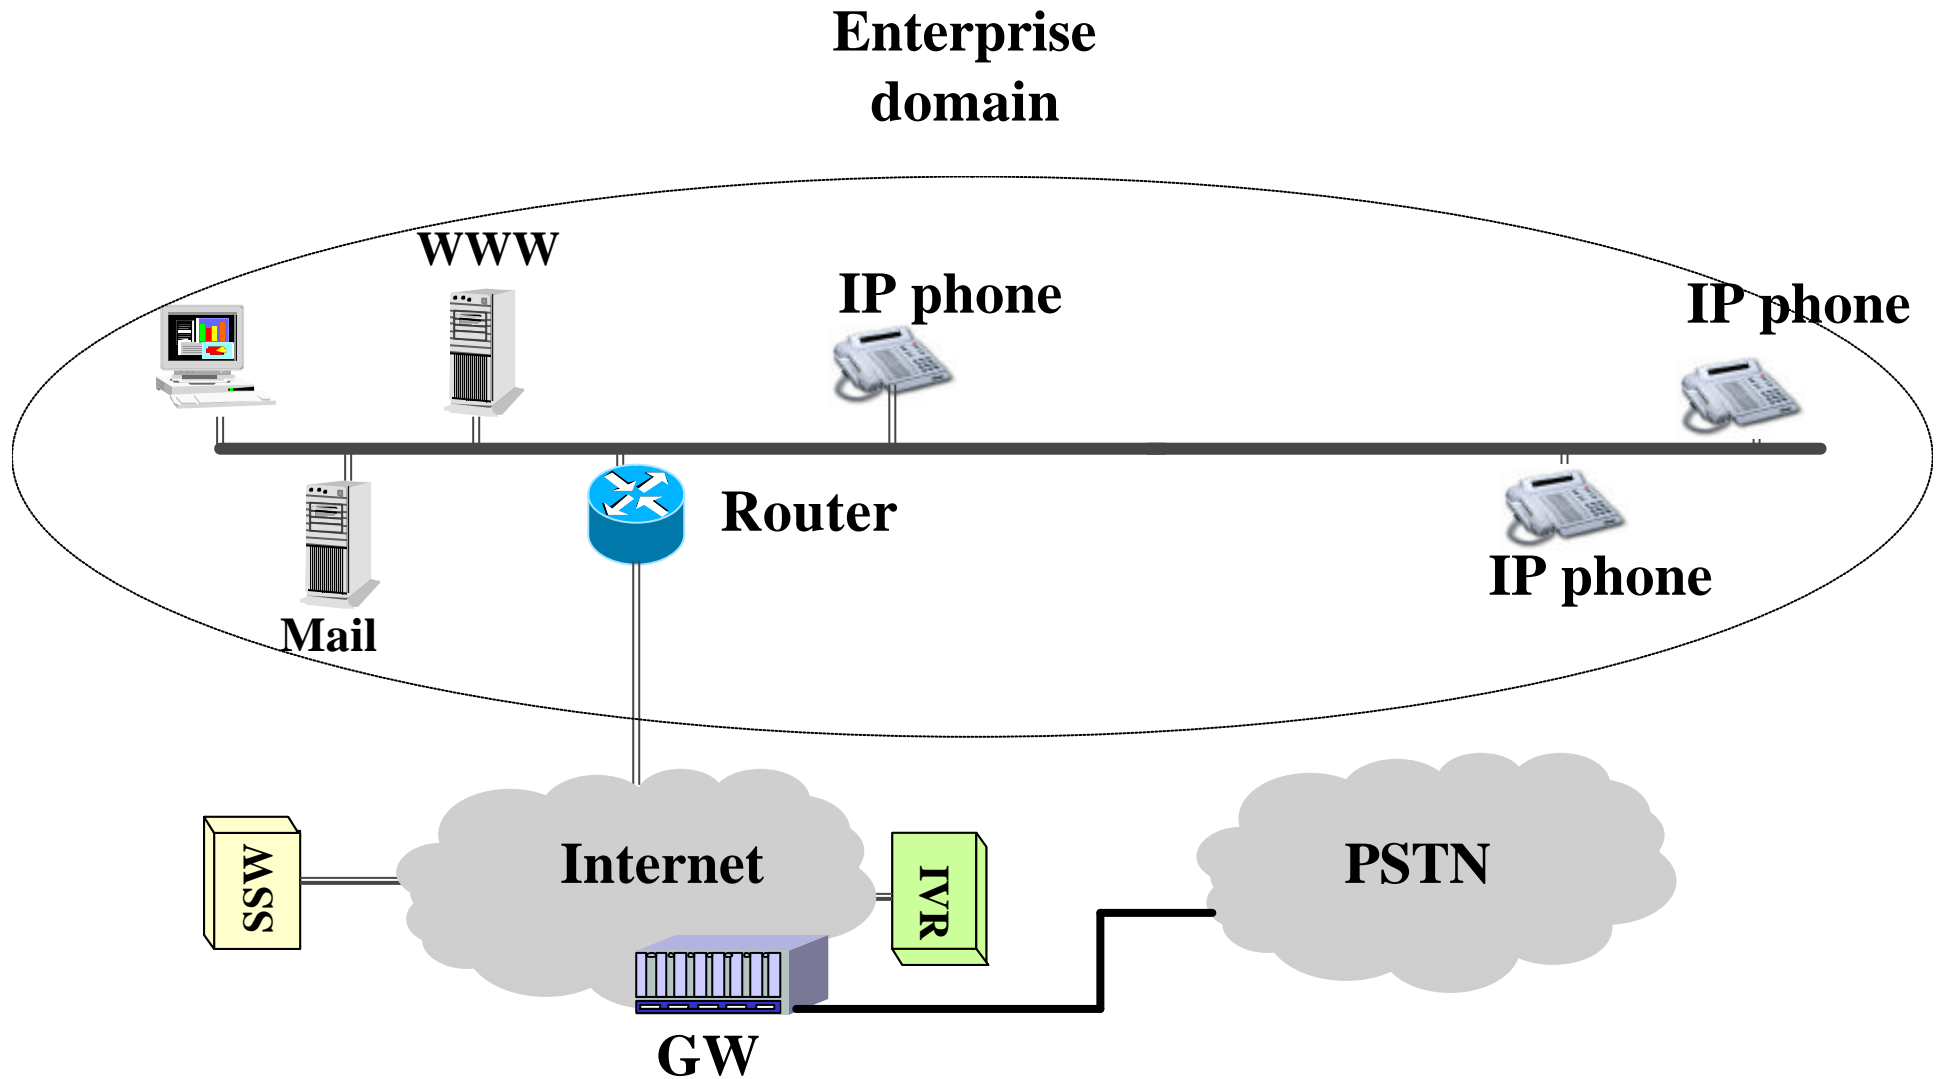 Enterprise
domain
WWW
IP phone
IP phone
Router
IP phone
Mail
SSW
Internet
IVR
PSTN
GW